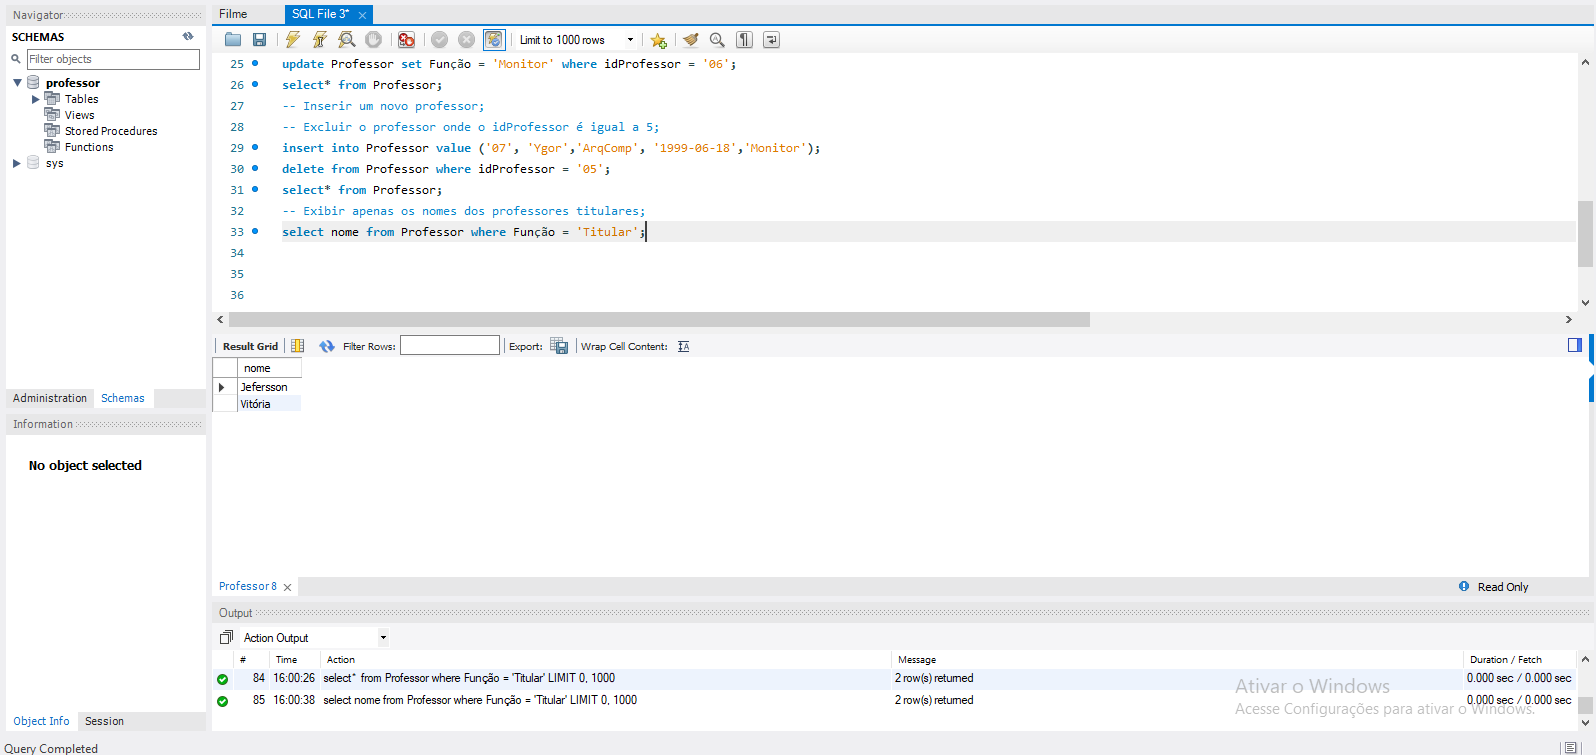 Navigator
SCHEMAS
Filter objects
professor
Tables
Views
Stored Procedures
Functions
sys
Administration Schemas
Information
No object selected
Object Info Session
Query Completed
Filme SQL File 3*
Limit to 1000 rows
25 update Professor set Função = 'Monitor' where idProfessor = '06';
26 select* from Professor;
27 -- Inserir um novo professor;
28 -- Excluir o professor onde o idProfessor é igual a 5;
29 insert into Professor value ('07', 'Ygor','ArqComp', '1999-06-18','Monitor');
30 delete from Professor where idProfessor = '05';
31 select* from Professor;
32 -- Exibir apenas os nomes dos professores titulares;
33 select nome from Professor where Função = 'Titular';
34
35
36
Result Grid Filter Rows: Export: Wrap Cell Content:
nome
Jefersson
Vitória
Professor 8 Read Only
Output
Action Output
# Time Action Message Duration / Fetch
84 16:00:26 select* from Professor where Função = 'Titular' LIMIT 0, 1000 2 row(s) returned 0.000 sec / 0.000 sec
85 16:00:38 select nome from Professor where Função = 'Titular' LIMIT 0, 1000 2 row(s) returned 0.000 sec / 0.000 sec
Ativar o Windows
Acesse Configurações para ativar o Windows.